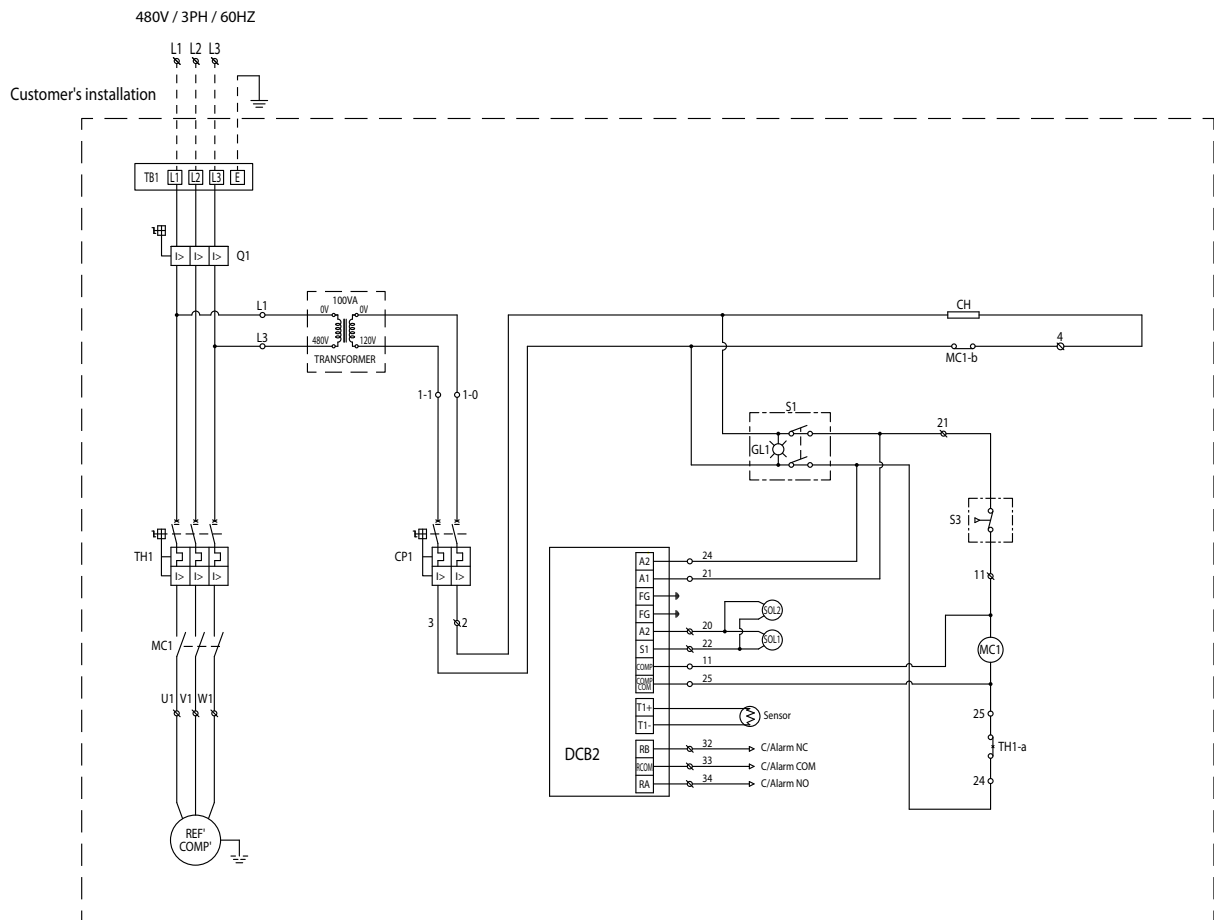 480V / 3PH / 60HZ
L1 L2 L3
Customer's installation
TB1 L1 L2 L3 E
I> I> I> Q1
L1
L3
100VA
0V 0V
480V 120V
TRANSFORMER
CH
MC1-b
4
1-1 1-0
S1
GL1
21
S3
TH1
I> I> I>
CP1
I> I>
3 2
11
MC1
U1 V1 W1
REF'
COMP'
DCB2
A2 24
A1 21
FG
FG
A2 20
S1 22
COMP 11
COMP
COM 25
SOL2
SOL1
T1+
T1-
Sensor
RB 32 C/Alarm NC
RCOM 33 C/Alarm COM
RA 34 C/Alarm NO
MC1
25
TH1-a
24